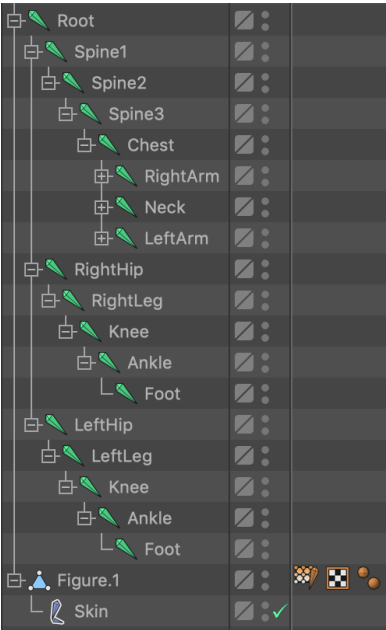 Root
Spine1
Spine2
Spine3
Chest
RightArm
Neck
LeftArm
RightHip
RightLeg
Knee
Ankle
Foot
LeftHip
LeftLeg
Knee
Ankle
Foot
Figure.1
Skin